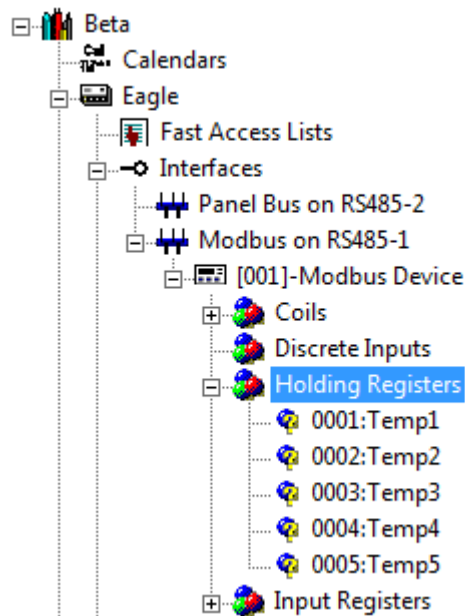 Beta
Calendars
Eagle
Fast Access Lists
Interfaces
Panel Bus on RS485-2
Modbus on RS485-1
[001]-Modbus Device
Coils
Discrete Inputs
Holding Registers
0001:Temp1
0002:Temp2
0003:Temp3
0004:Temp4
0005:Temp5
Input Registers